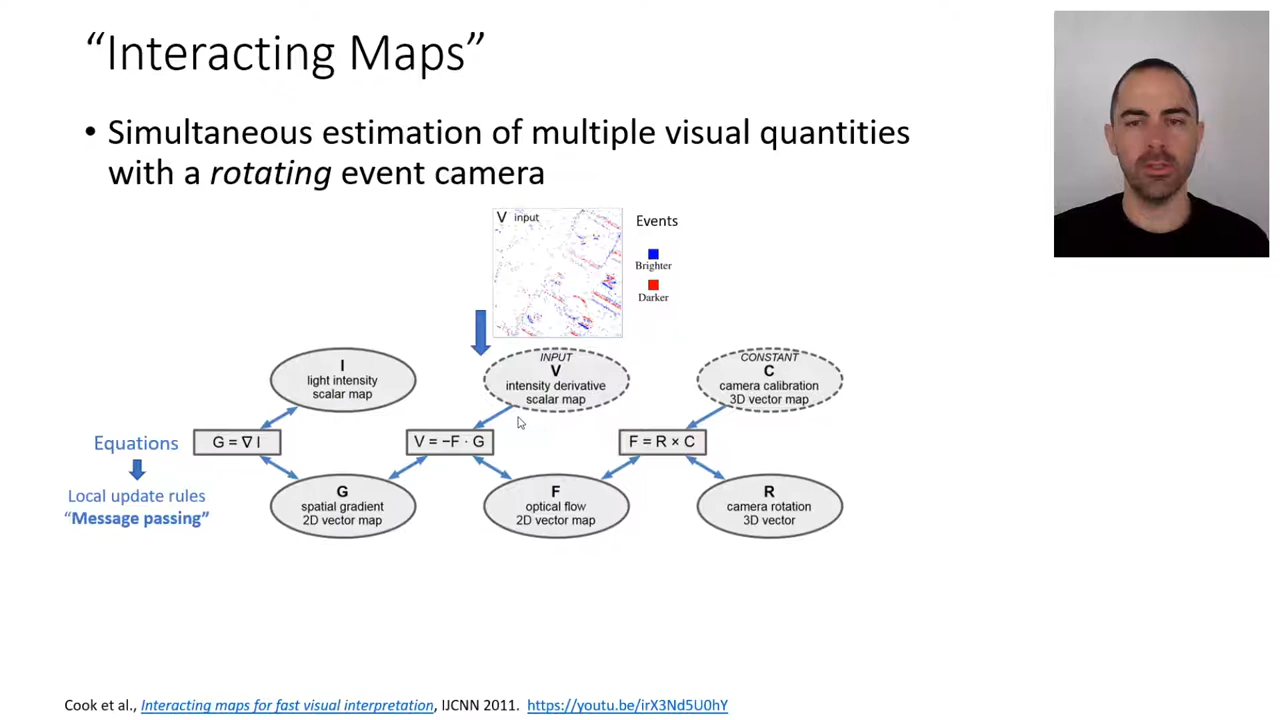 “Interacting Maps”
• Simultaneous estimation of multiple visual quantities
with a rotating event camera
V input
Events
Brighter
Darker
I
light intensity
scalar map
INPUT
V
intensity derivative
scalar map
CONSTANT
C
camera calibration
3D vector map
Equations
G = ∇ I
V = −F · G
F = R × C
Local update rules
“Message passing”
G
spatial gradient
2D vector map
F
optical flow
2D vector map
R
camera rotation
3D vector
Cook et al., Interacting maps for fast visual interpretation, IJCNN 2011. https://youtu.be/irX3Nd5U0hY